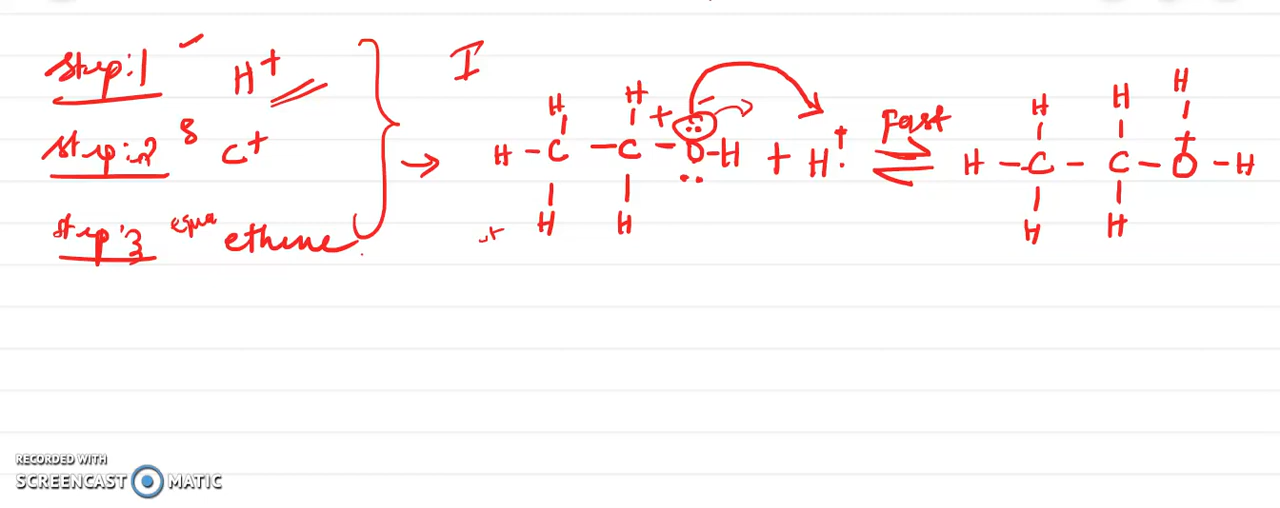 Step:1 H+
Step:2 C+
Step:3 ethene
I
H H
H - C - C - O - H + H+ Fast H - C - C - O+ - H
H H
H H H
H H
RECORDED WITH
SCREENCAST MATIC